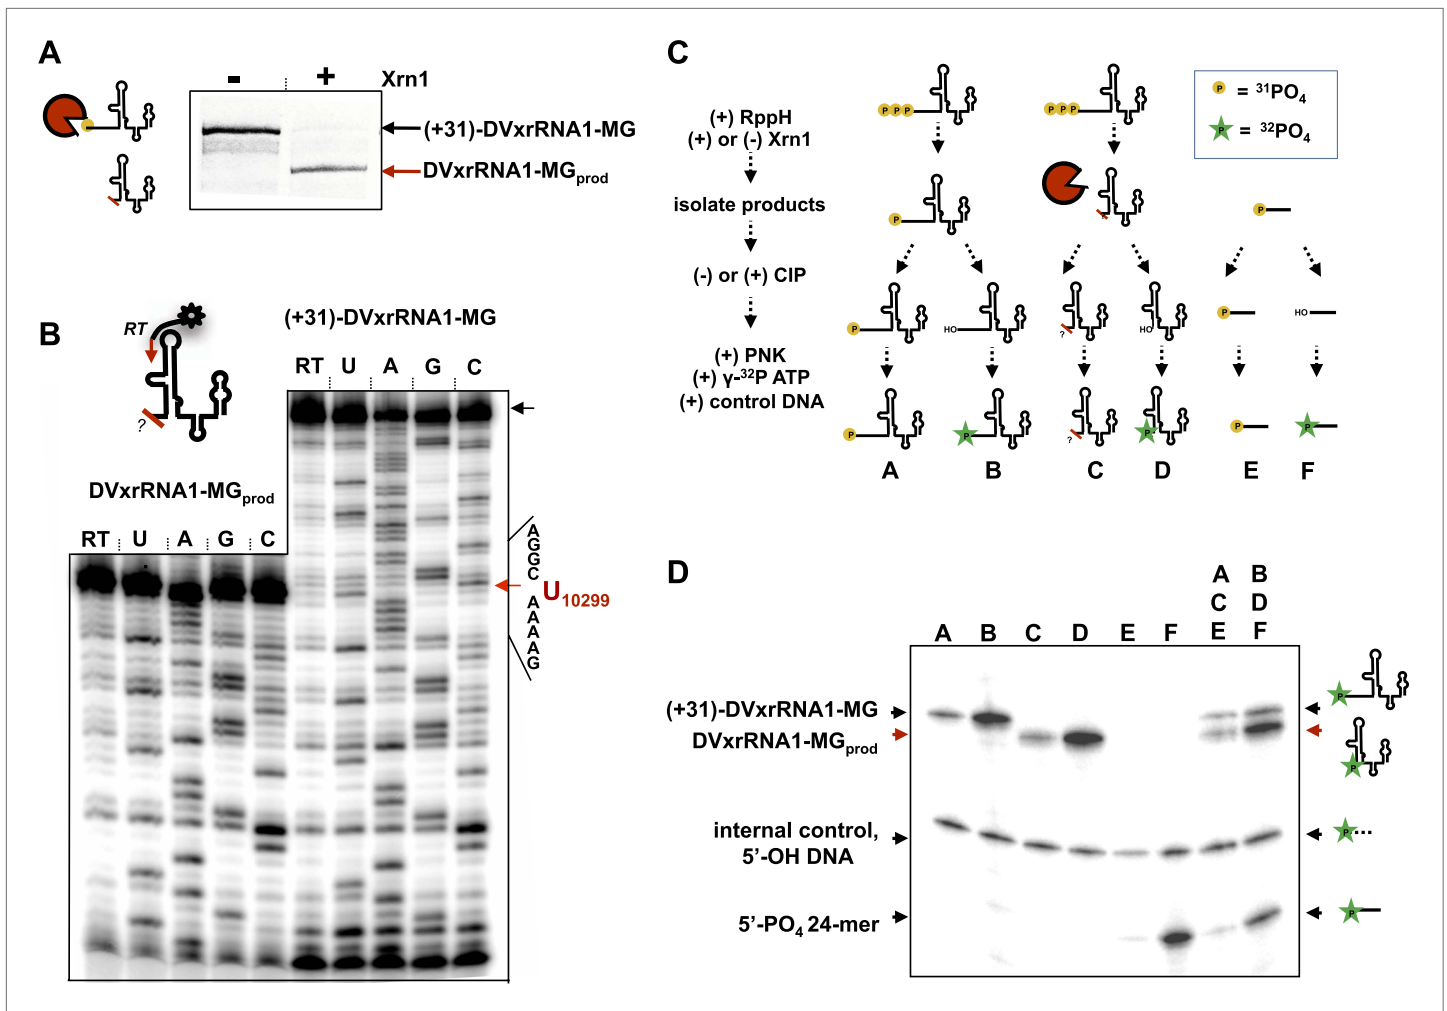 A
- + Xrn1
(+31)-DVxrRNA1-MG
DVxrRNA1-MGprod
B
RT
?
(+31)-DVxrRNA1-MG
RT U A G C
DVxrRNA1-MGprod
RT U A G C
A
G
G
C
U10299
A
A
A
A
G
C
(+) RppH
(+) or (-) Xrn1
isolate products
(-) or (+) CIP
(+) PNK
(+) γ-32P ATP
(+) control DNA
P P P
P P P
P = 31PO4
P = 32PO4
P
P
P HO ? HO P HO
P P ? P P P
A B C D E F
D
A B C D E F
A
C
E
B
D
F
(+31)-DVxrRNA1-MG
DVxrRNA1-MGprod
internal control,
5'-OH DNA
5'-PO4 24-mer
P
P
P
P